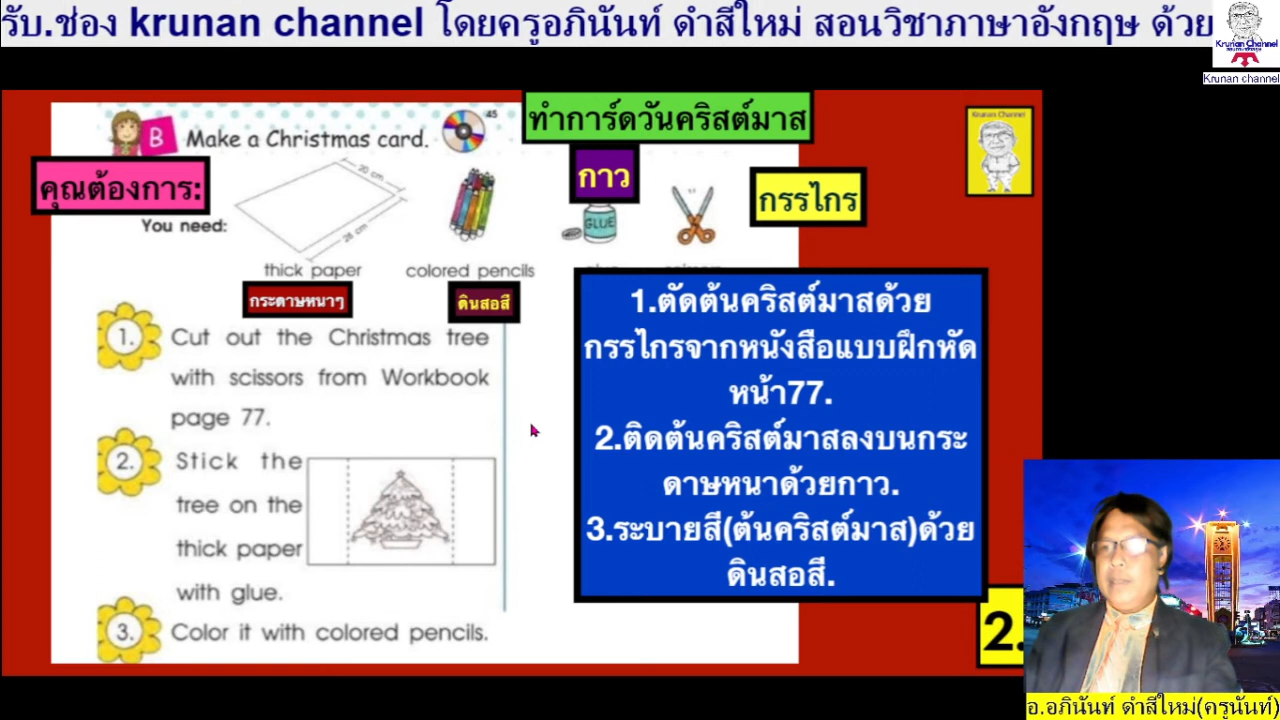 รับ.ช่อง krunan channel โดยครูอภินันท์ ดำสีใหม่ สอนวิชาภาษาอังกฤษ ด้วย
Krunan Channel
Krunan channel
Krunan Channel
B Make a Christmas card.
45
ทำการ์ดวันคริสต์มาส
คุณต้องการ:
You need:
20 cm
28 cm
กาว
GLUE
กรรไกร
thick paper
colored pencils
กระดาษหนาๆ
ดินสอสี
1. Cut out the Christmas tree
with scissors from Workbook
page 77.
2. Stick the
tree on the
thick paper
with glue.
3. Color it with colored pencils.
1.ตัดต้นคริสต์มาสด้วย
กรรไกรจากหนังสือแบบฝึกหัด
หน้า77.
2.ติดต้นคริสต์มาสลงบนกระ
ดาษหนาด้วยกาว.
3.ระบายสี(ต้นคริสต์มาส)ด้วย
ดินสอสี.
2.
อ.อภินันท์ ดำสีใหม่(ครูนันท์)